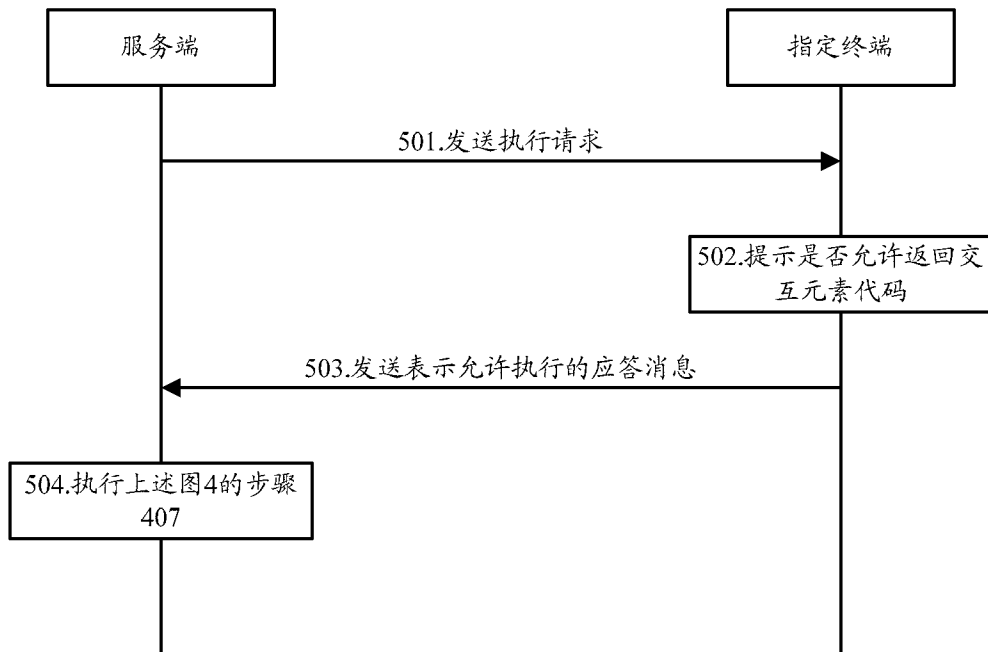 服务端
指定终端
501.发送执行请求
502.提示是否允许返回交
互元素代码
503.发送表示允许执行的应答消息
504.执行上述图4的步骤
407